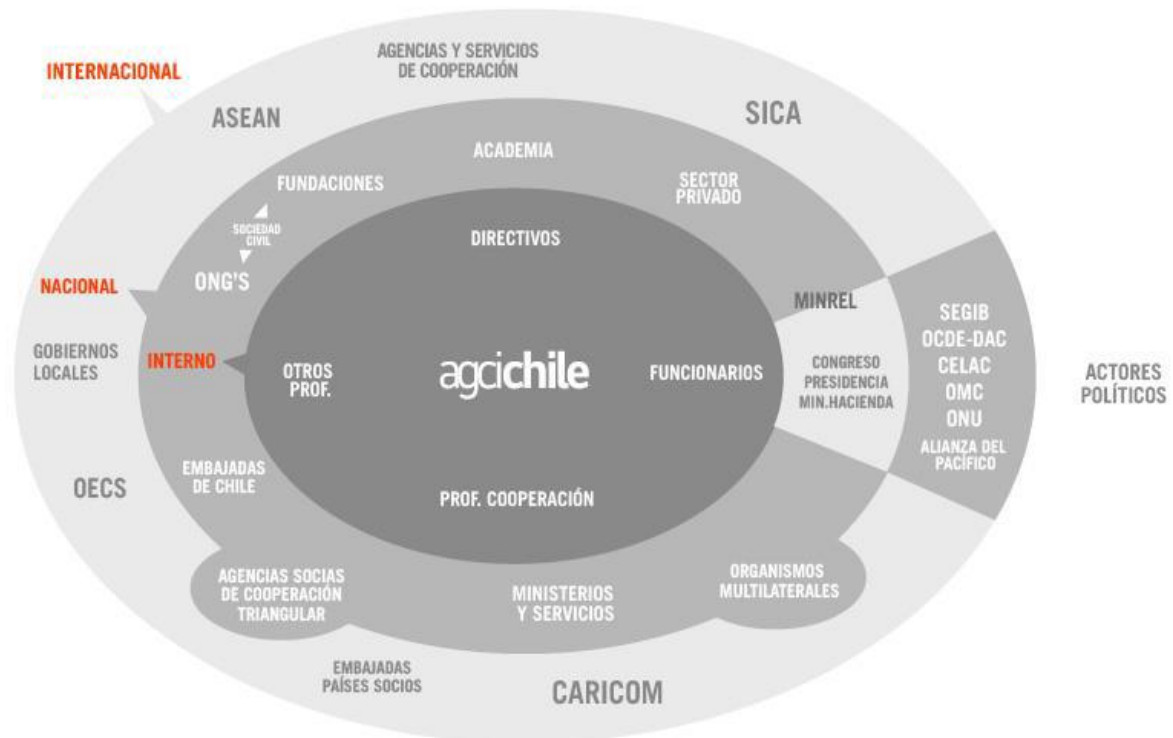 INTERNACIONAL
AGENCIAS Y SERVICIOS
DE COOPERACIÓN
ASEAN
SICA
ACADEMIA
FUNDACIONES
SECTOR
PRIVADO
SOCIEDAD
CIVIL
DIRECTIVOS
ONG'S
NACIONAL
MINREL
SEGIB
OCDE-DAC
CELAC
OMC
ONU
ALIANZA DEL
PACÍFICO
GOBIERNOS
LOCALES
INTERNO
OTROS
PROF.
agcichile
FUNCIONARIOS
CONGRESO
PRESIDENCIA
MIN.HACIENDA
ACTORES
POLÍTICOS
EMBAJADAS
DE CHILE
OECS
PROF. COOPERACIÓN
AGENCIAS SOCIAS
DE COOPERACIÓN
TRIANGULAR
MINISTERIOS
Y SERVICIOS
ORGANISMOS
MULTILATERALES
EMBAJADAS
PAÍSES SOCIOS
CARICOM